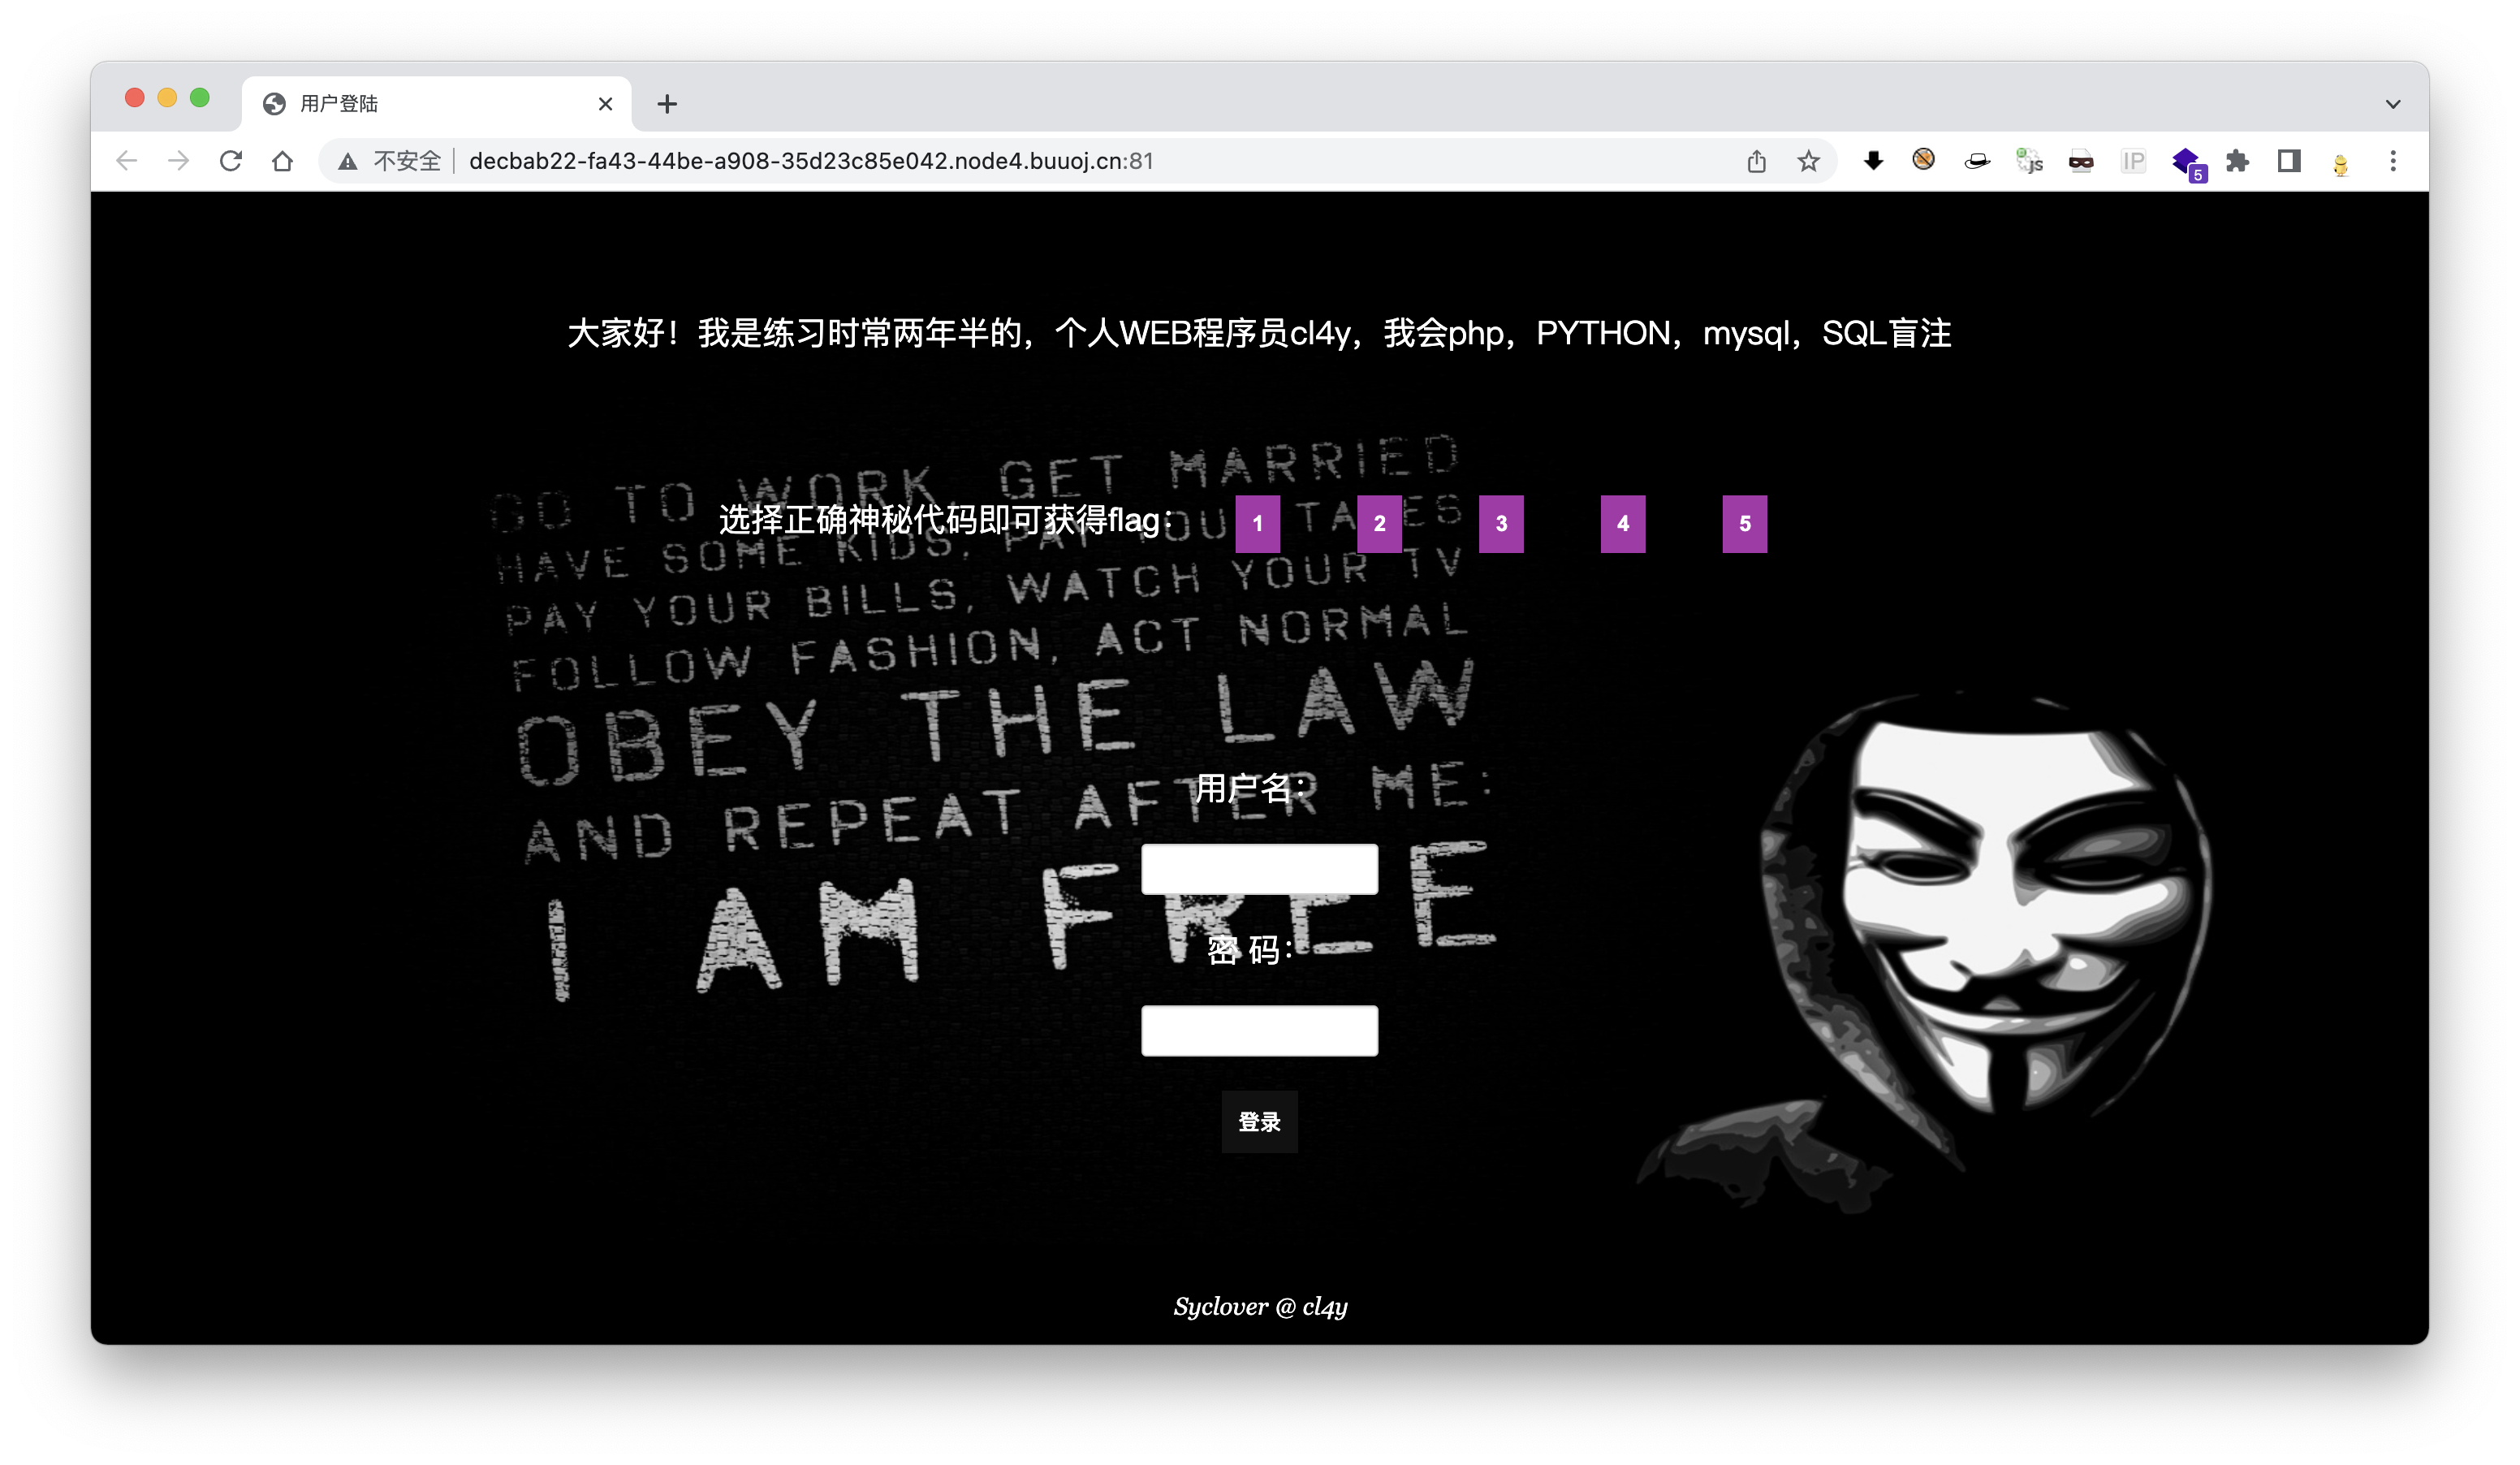 用户登陆
不安全 decbab22-fa43-44be-a908-35d23c85e042.node4.buuoj.cn:81
js IP 5
大家好！我是练习时常两年半的，个人WEB程序员cl4y，我会php，PYTHON，mysql，SQL盲注
GO TO WORK, GET MARRIED
选择正确神秘代码即可获得flag： 1 2 3 4 5
HAVE SOME KIDS, PAY YOUR TAXES
PAY YOUR BILLS, WATCH YOUR TV
FOLLOW FASHION, ACT NORMAL
OBEY THE LAW
用户名：
AND REPEAT AFTER ME:
I AM FREE
密 码：
登录
Syclover @ cl4y